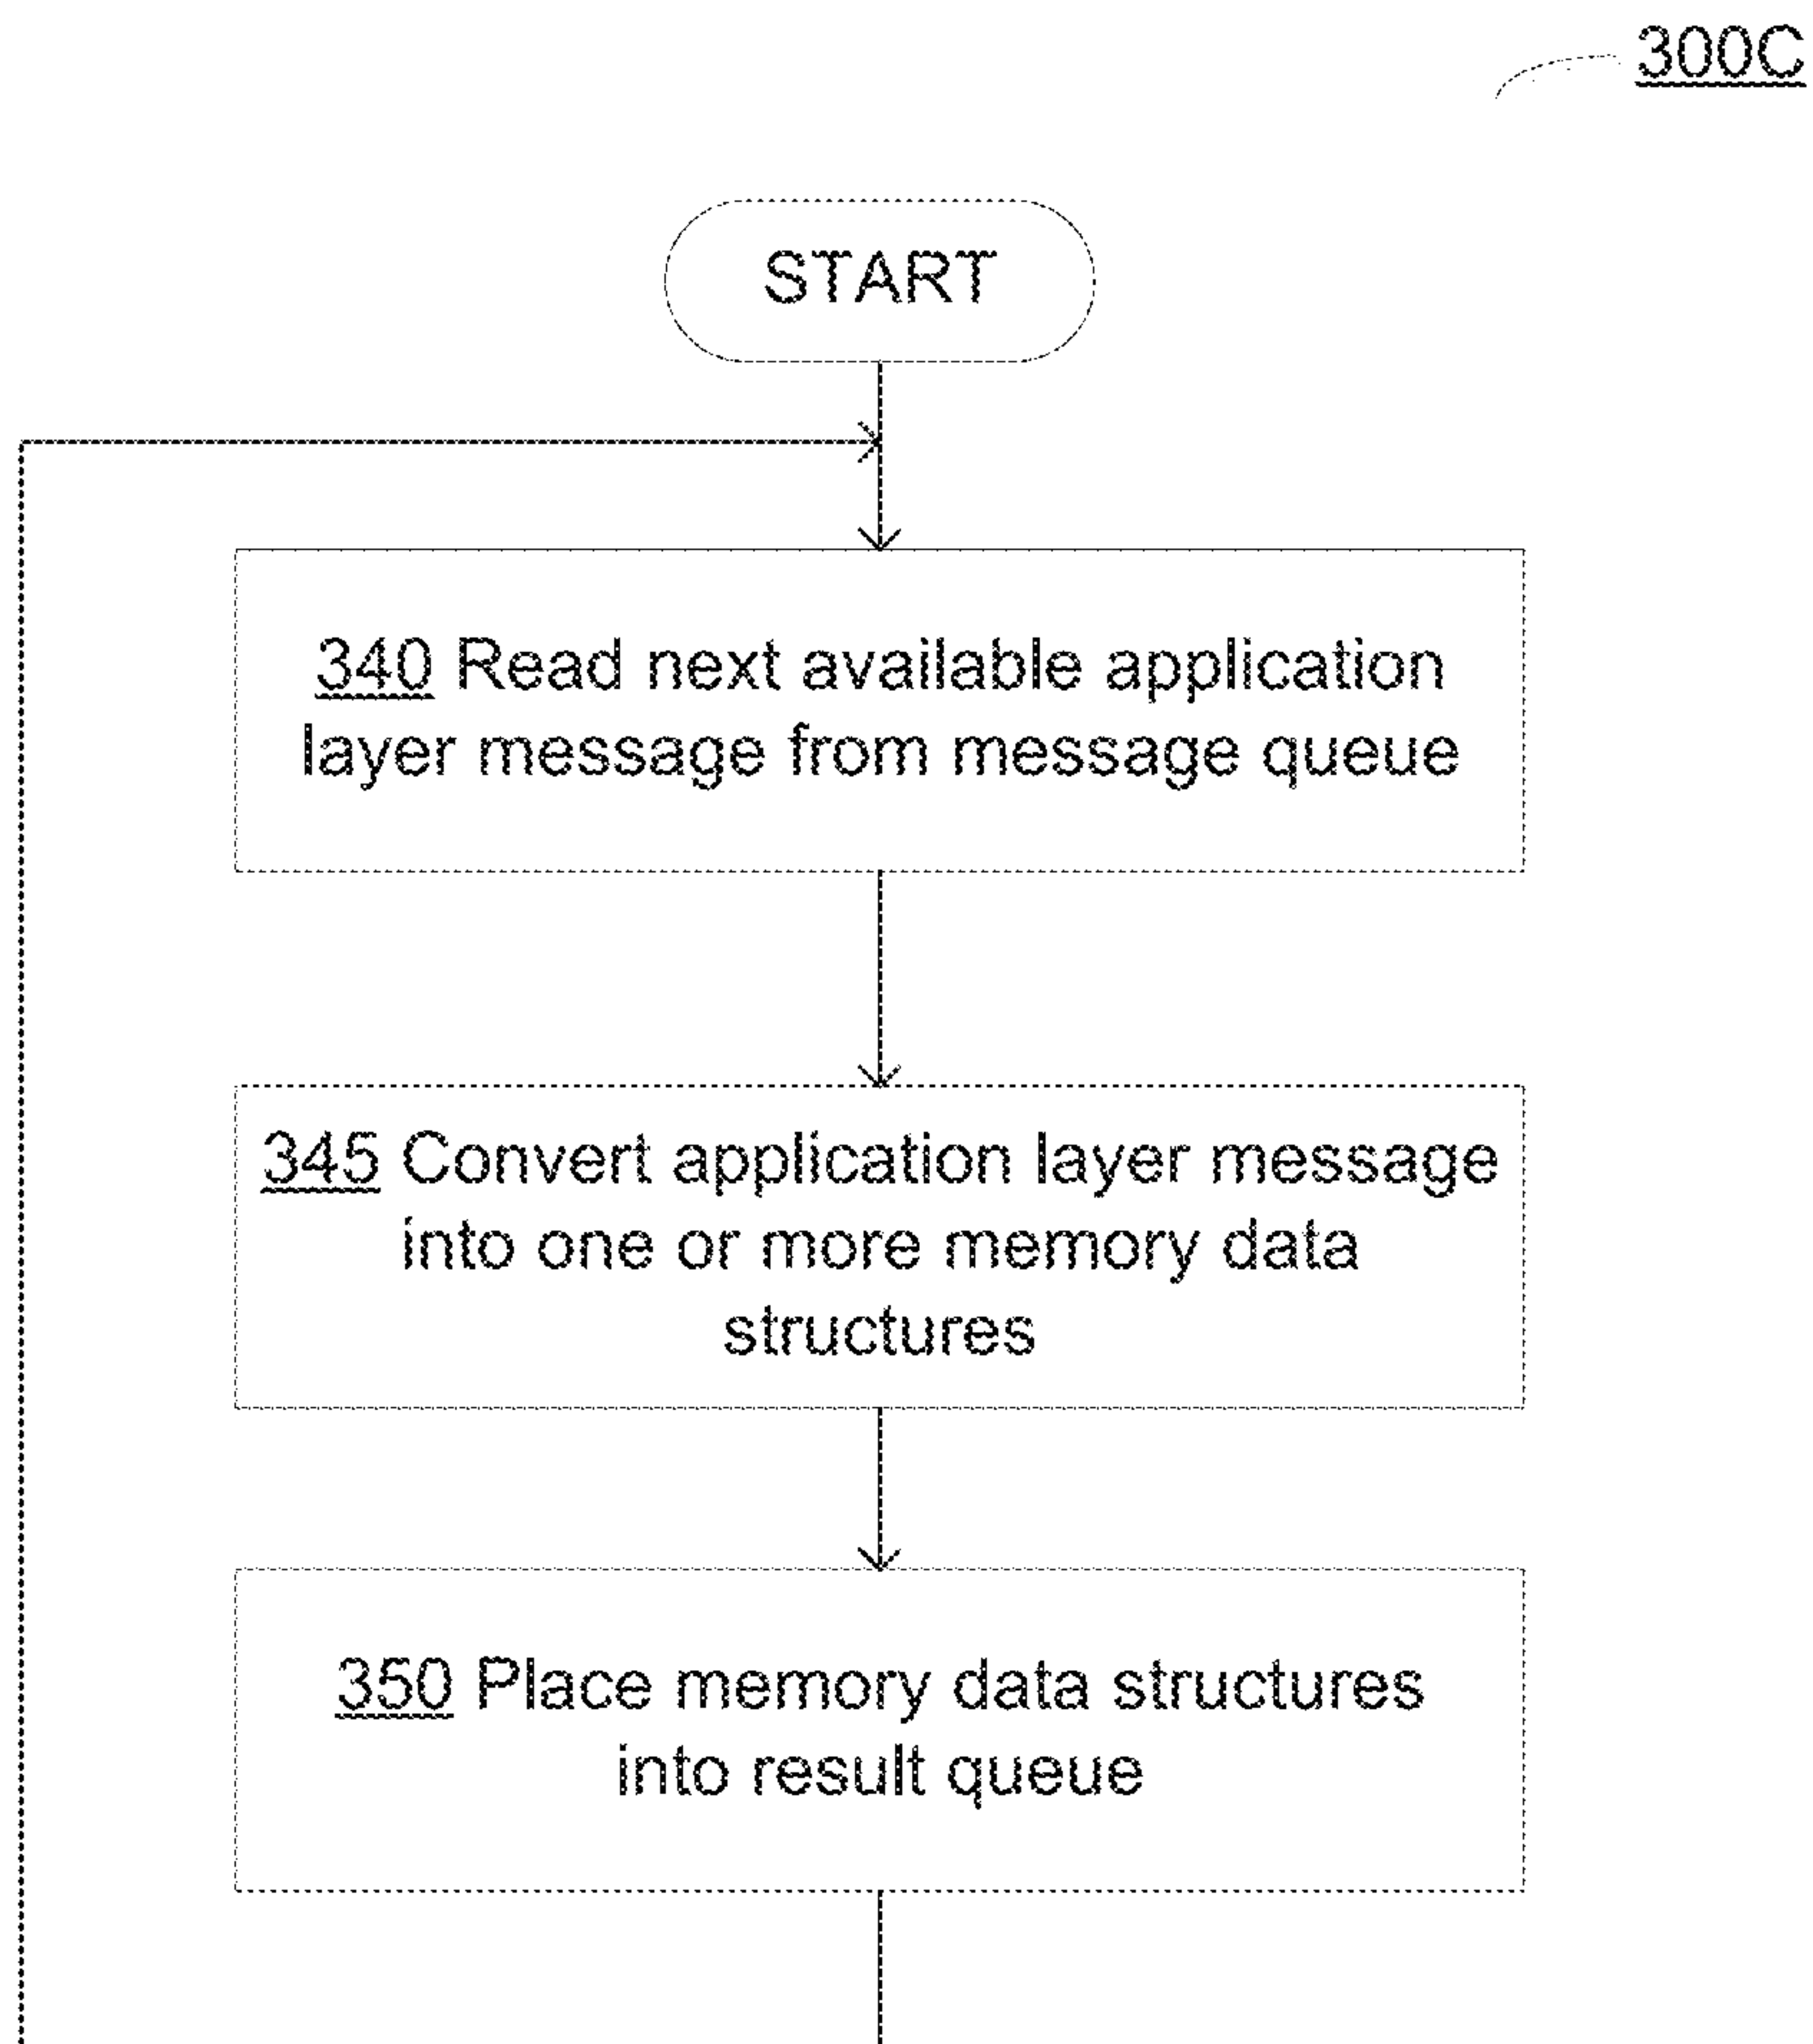 300C
START
340 Read next available application
layer message from message queue
345 Convert application layer message
into one or more memory data
structures
350 Place memory data structures
into result queue